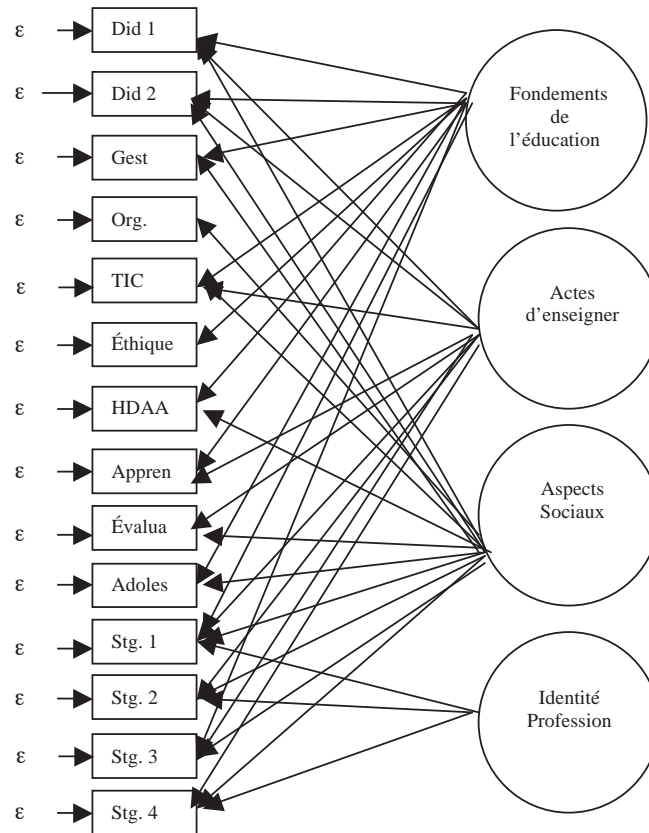 ε Did 1
ε Did 2
ε Gest
ε Org.
ε TIC
ε Éthique
ε HDAA
ε Appren
ε Évalua
ε Adoles
ε Stg. 1
ε Stg. 2
ε Stg. 3
ε Stg. 4
Fondements
de
l'éducation
Actes
d'enseigner
Aspects
Sociaux
Identité
Profession